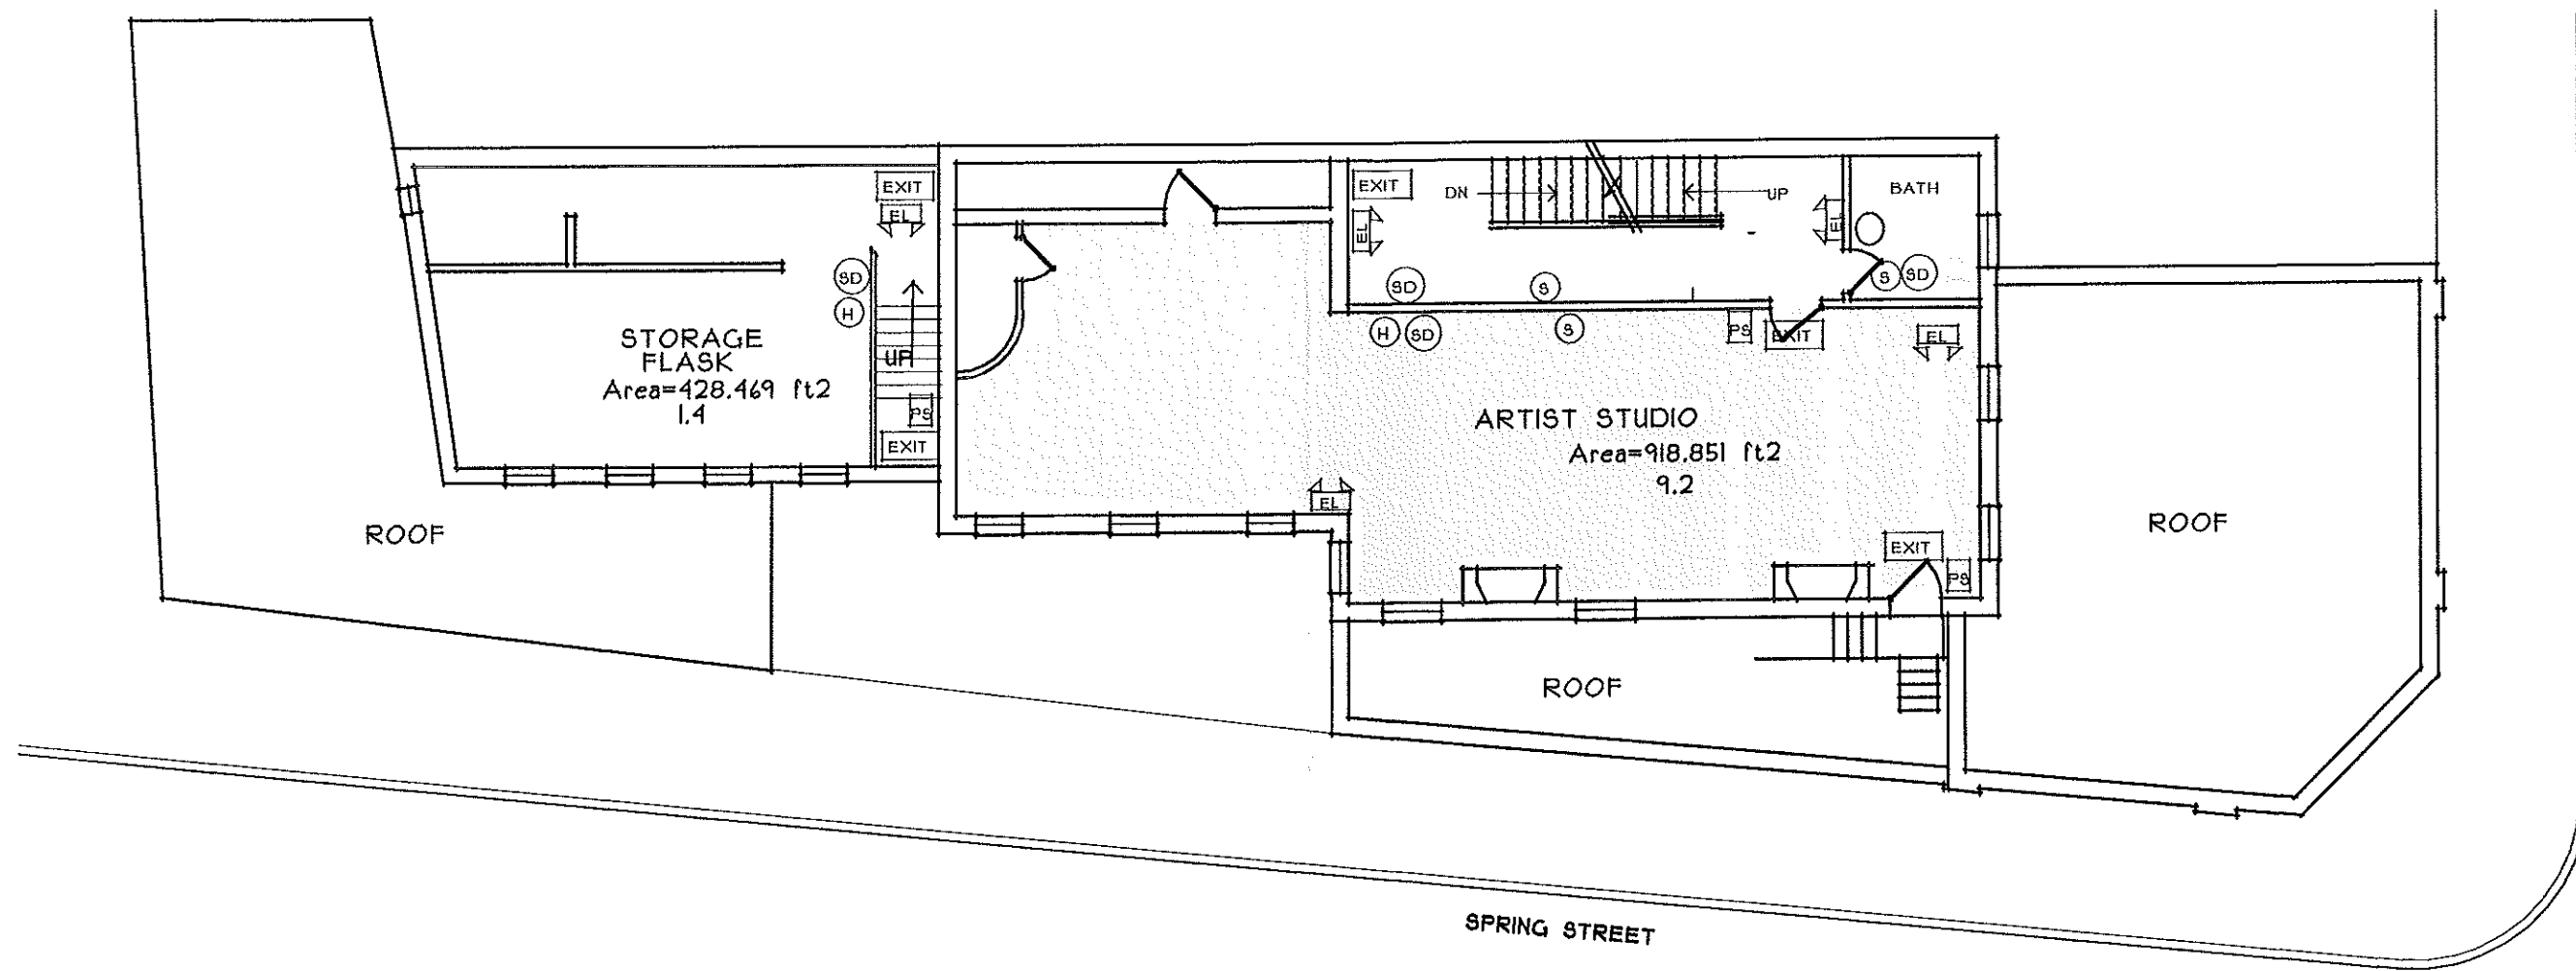 EXIT
EL
SD
H
STORAGE
FLASK
Area=428.469 ft2
1.4
UP
PS
EXIT
ROOF
EXIT
EL
DN
UP
EL
BATH
SD
S
S
SD
H
SD
S
PS
EXIT
EL
ARTIST STUDIO
Area=918.851 ft2
9.2
EL
EXIT
PS
ROOF
ROOF
SPRING STREET